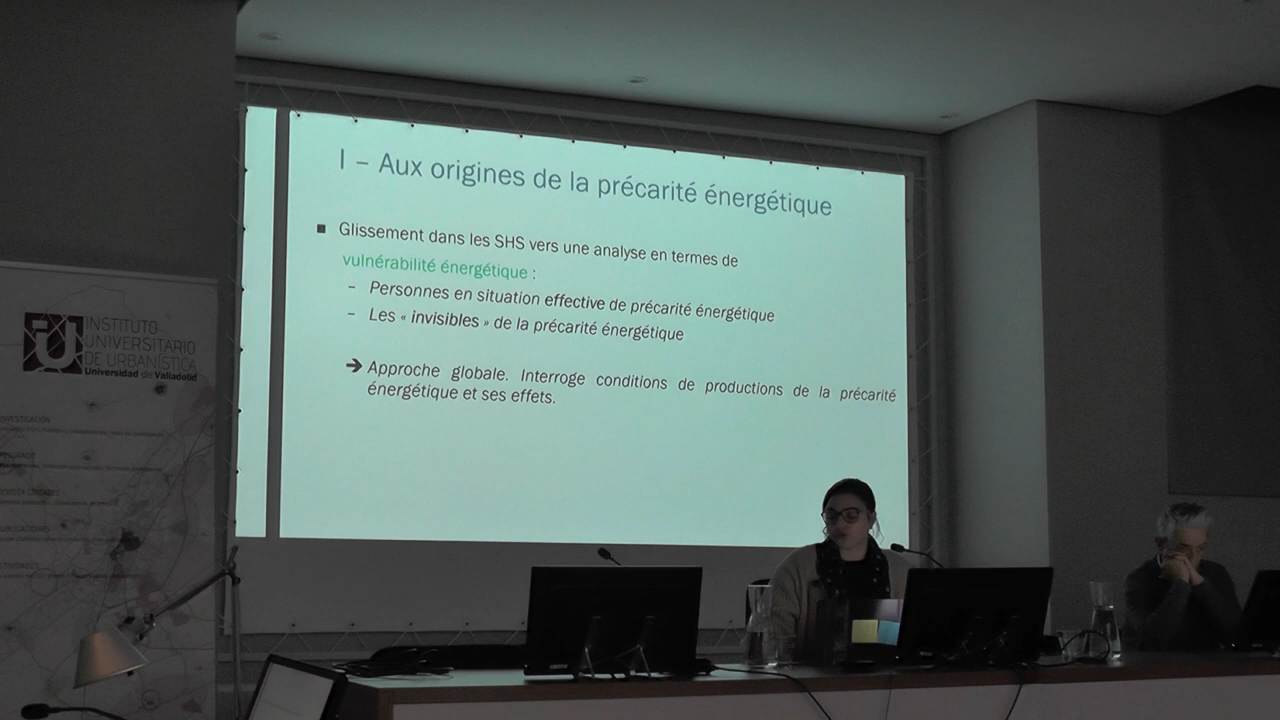 I – Aux origines de la précarité énergétique
■ Glissement dans les SHS vers une analyse en termes de
vulnérabilité énergétique :
– Personnes en situation effective de précarité énergétique
– Les « invisibles » de la précarité énergétique
➔ Approche globale. Interroge conditions de productions de la précarité
énergétique et ses effets.
INSTITUTO
UNIVERSITARIO
DE URBANÍSTICA
Universidad de Valladolid